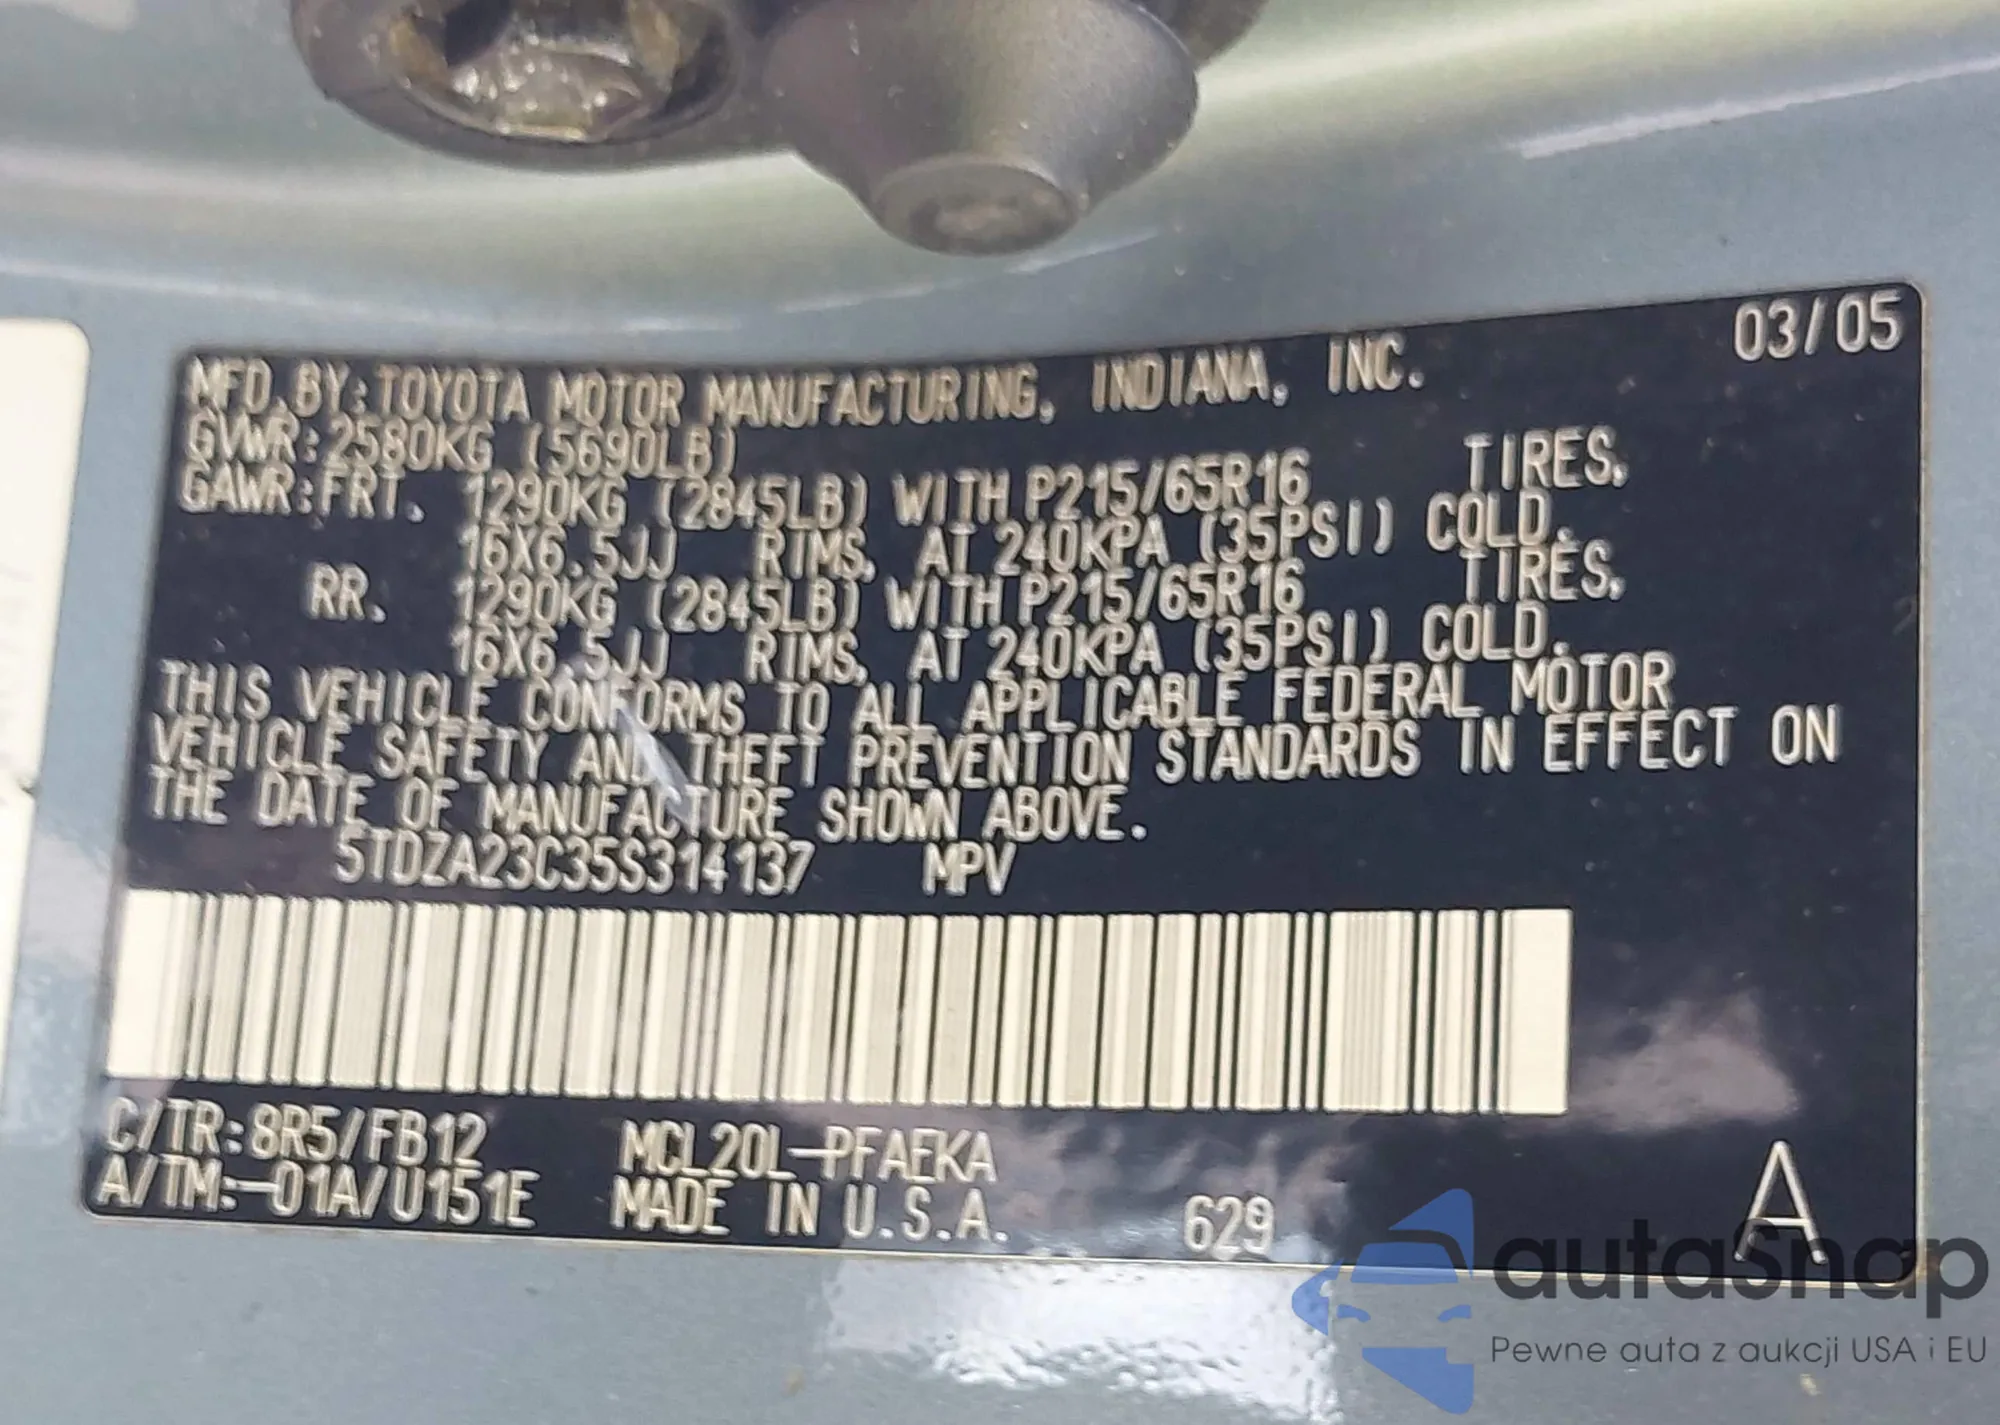 03/05
MFD.BY:TOYOTA MOTOR MANUFACTURING, INDIANA, INC.
GVWR:2580KG (5690LB)
GAWR:FRT. 1290KG (2845LB) WITH P215/65R16 TIRES,
16X6.5JJ RIMS, AT 240KPA (35PSI) COLD.
RR. 1290KG (2845LB) WITH P215/65R16 TIRES,
16X6.5JJ RIMS, AT 240KPA (35PSI) COLD.
THIS VEHICLE CONFORMS TO ALL APPLICABLE FEDERAL MOTOR
VEHICLE SAFETY AND THEFT PREVENTION STANDARDS IN EFFECT ON
THE DATE OF MANUFACTURE SHOWN ABOVE.
5TDZA23C35S314137 MPV
C/TR:8R5/FB12 MCL20L-PFAEKA
A/TM:-01A/U151E MADE IN U.S.A. 629 A
autaSnap
Pewne auta z aukcji USA i EU